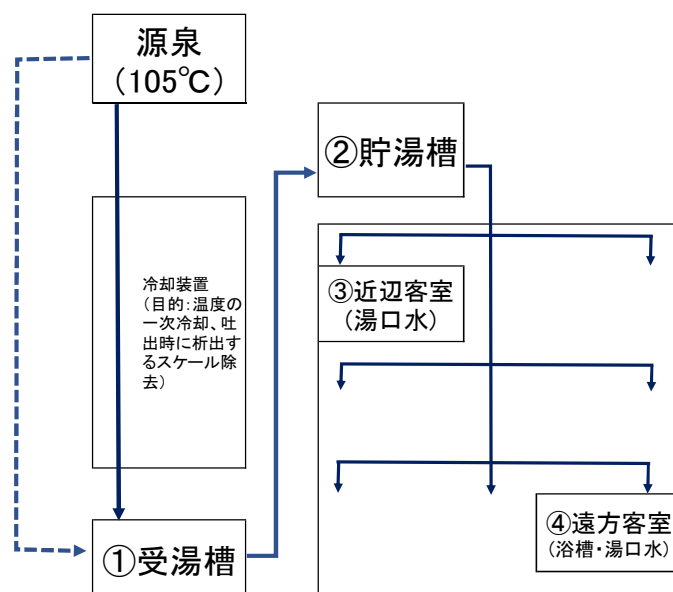 源泉
（105℃）
②貯湯槽
冷却装置
（目的：温度の
一次冷却、吐
出時に析出す
るスケール除
去）
③近辺客室
（湯口水）
④遠方客室
（浴槽・湯口水）
①受湯槽